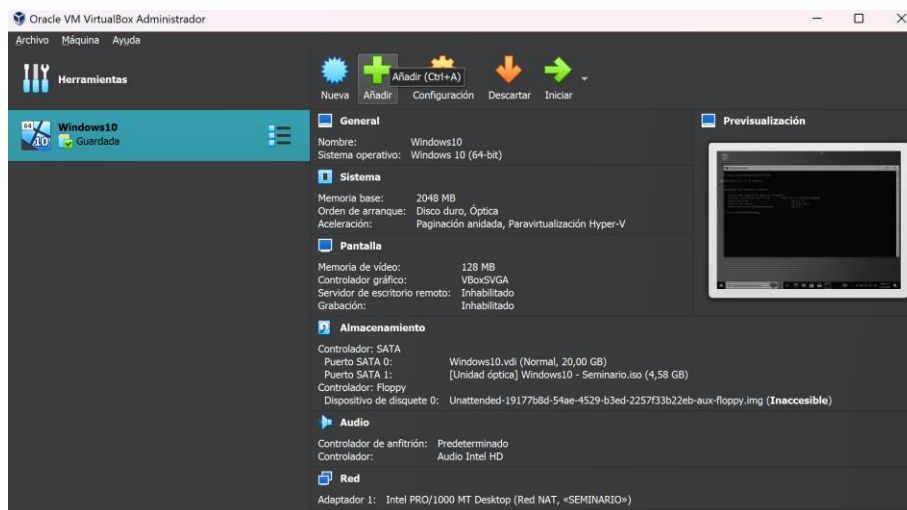 Oracle VM VirtualBox Administrador
Archivo Máquina Ayuda
Herramientas
Nueva Añadir Configuración Descartar Iniciar
Añadir (Ctrl+A)
64
10
Windows10
Guardada
General
Nombre: Windows10
Sistema operativo: Windows 10 (64-bit)
Previsualización
Sistema
Memoria base: 2048 MB
Orden de arranque: Disco duro, Óptica
Aceleración: Paginación anidada, Paravirtualización Hyper-V
Pantalla
Memoria de vídeo: 128 MB
Controlador gráfico: VBoxSVGA
Servidor de escritorio remoto: Inhabilitado
Grabación: Inhabilitado
Almacenamiento
Controlador: SATA
Puerto SATA 0: Windows10.vdi (Normal, 20,00 GB)
Puerto SATA 1: [Unidad óptica] Windows10 - Seminario.iso (4,58 GB)
Controlador: Floppy
Dispositivo de disquete 0: Unattended-19177b8d-54ae-4529-b3ed-2257f33b22eb-aux-floppy.img (Inaccesible)
Audio
Controlador de anfitrión: Predeterminado
Controlador: Audio Intel HD
Red
Adaptador 1: Intel PRO/1000 MT Desktop (Red NAT, «SEMINARIO»)